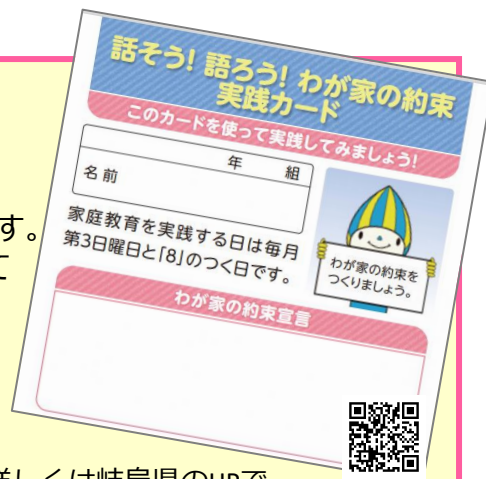 話そう! 語ろう! わが家の約束
実践カード
このカードを使って実践してみましょう!
年 組
名前
家庭教育を実践する日は毎月
第3日曜日と「8」のつく日です。
わが家の約束を
つくりましょう。
わが家の約束宣言
す。
て
詳しくは岐阜県のHPで